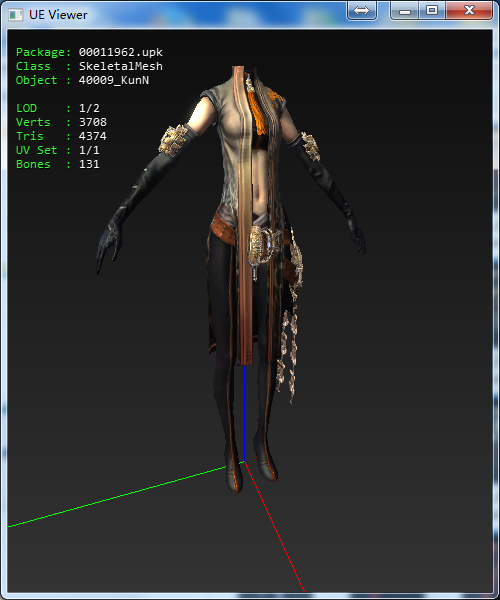 UE Viewer
Package: 00011962.upk
Class : SkeletalMesh
Object : 40009_KunN
LOD : 1/2
Verts : 3708
Tris : 4374
UV Set : 1/1
Bones : 131